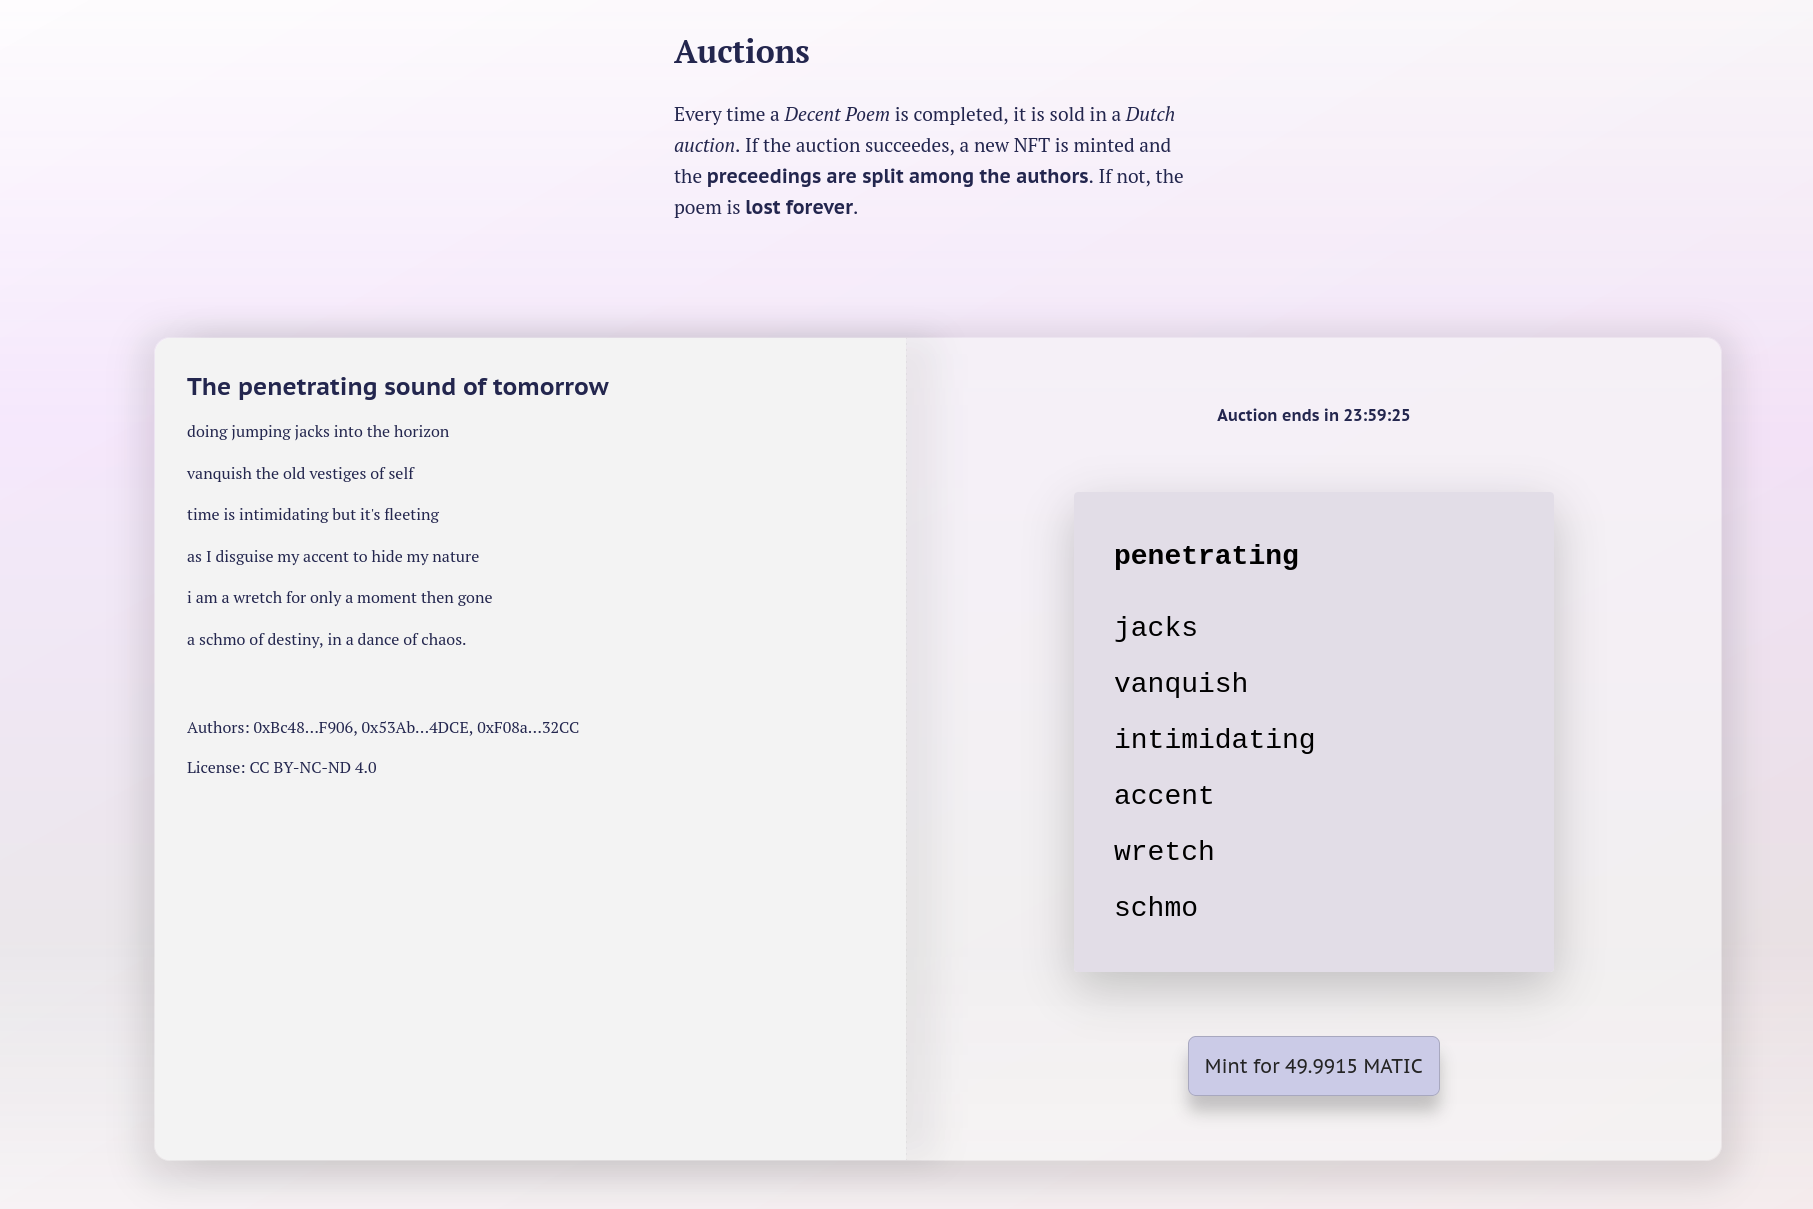 Auctions
Every time a Decent Poem is completed, it is sold in a Dutch
auction. If the auction succeedes, a new NFT is minted and
the preceedings are split among the authors. If not, the
poem is lost forever.
The penetrating sound of tomorrow
doing jumping jacks into the horizon
vanquish the old vestiges of self
time is intimidating but it's fleeting
as I disguise my accent to hide my nature
i am a wretch for only a moment then gone
a schmo of destiny, in a dance of chaos.
Authors: 0xBc48...F906, 0x53Ab...4DCE, 0xF08a...32CC
License: CC BY-NC-ND 4.0
Auction ends in 23:59:25
penetrating
jacks
vanquish
intimidating
accent
wretch
schmo
Mint for 49.9915 MATIC